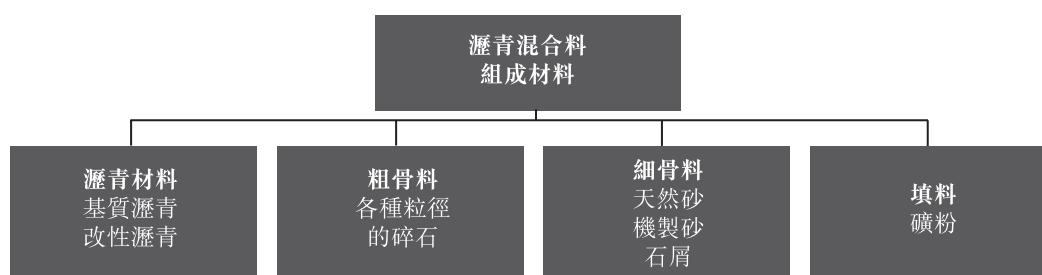 瀝青混合料
組成材料
瀝青材料
基質瀝青
改性瀝青
粗骨料
各種粒徑
的碎石
細骨料
天然砂
機製砂
石屑
填料
礦粉